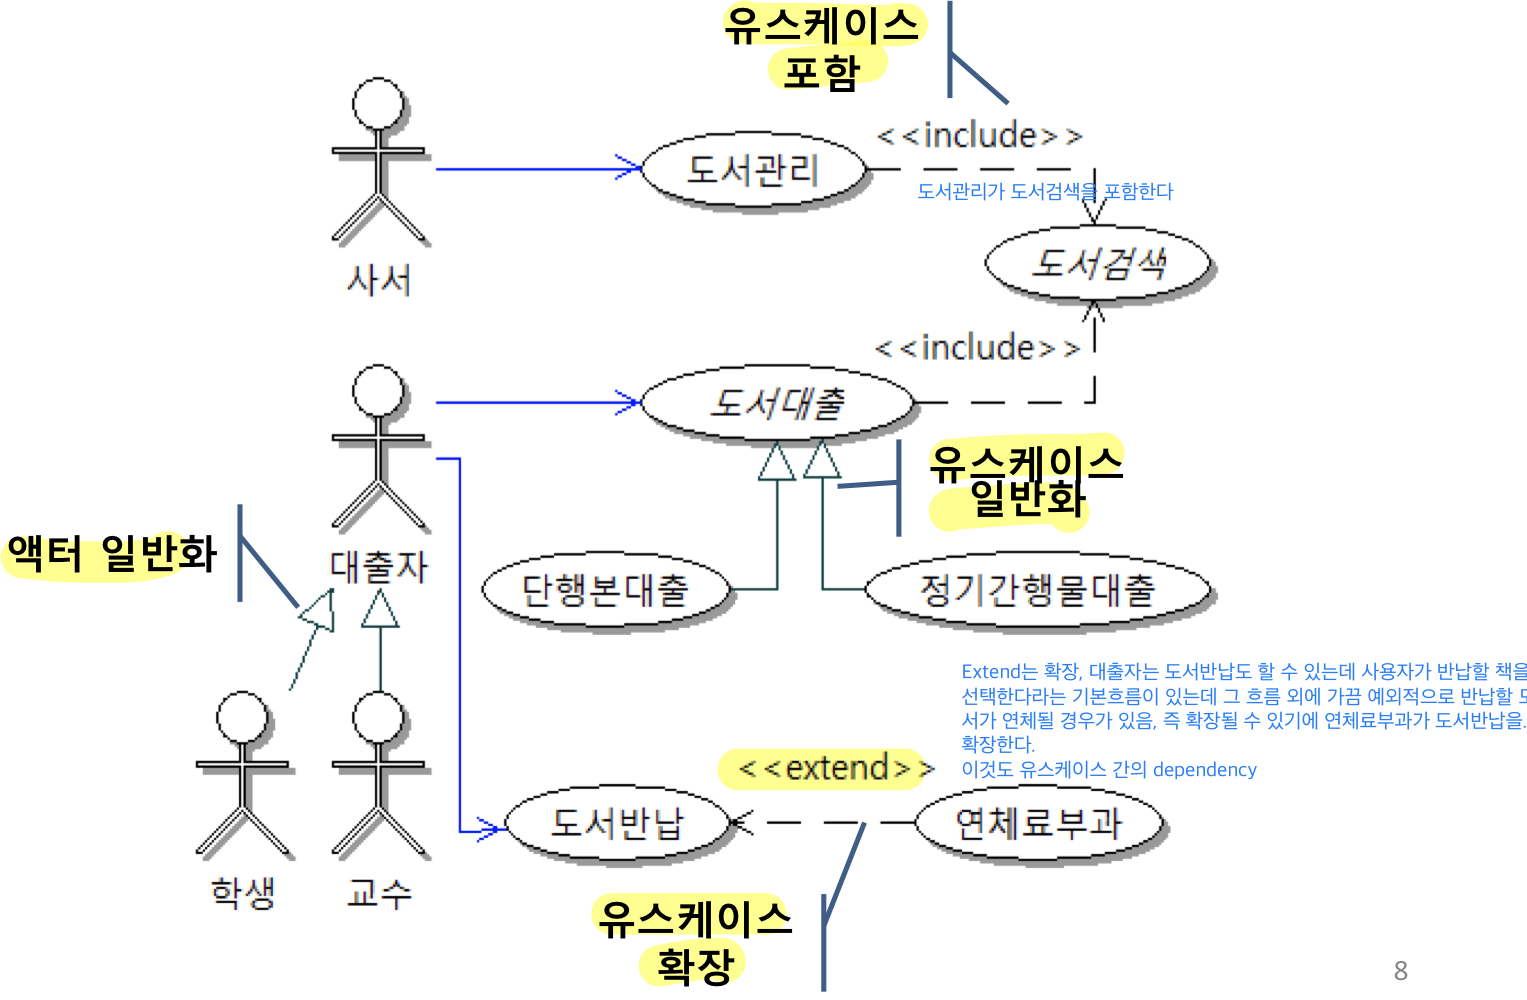 유스케이스
포함
<<include>>
도서관리
도서관리가 도서검색을 포함한다
도서검색
사서
<<include>>
도서대출
유스케이스
일반화
액터 일반화
대출자
단행본대출
정기간행물대출
Extend는 확장, 대출자는 도서반납도 할 수 있는데 사용자가 반납할 책을
선택한다라는 기본흐름이 있는데 그 흐름 외에 가끔 예외적으로 반납할
서가 연체될 경우가 있음, 즉 확장될 수 있기에 연체료부과가 도서반납을.
확장한다.
이것도 유스케이스 간의 dependency
<<extend>>
도서반납
연체료부과
학생
교수
유스케이스
확장
8